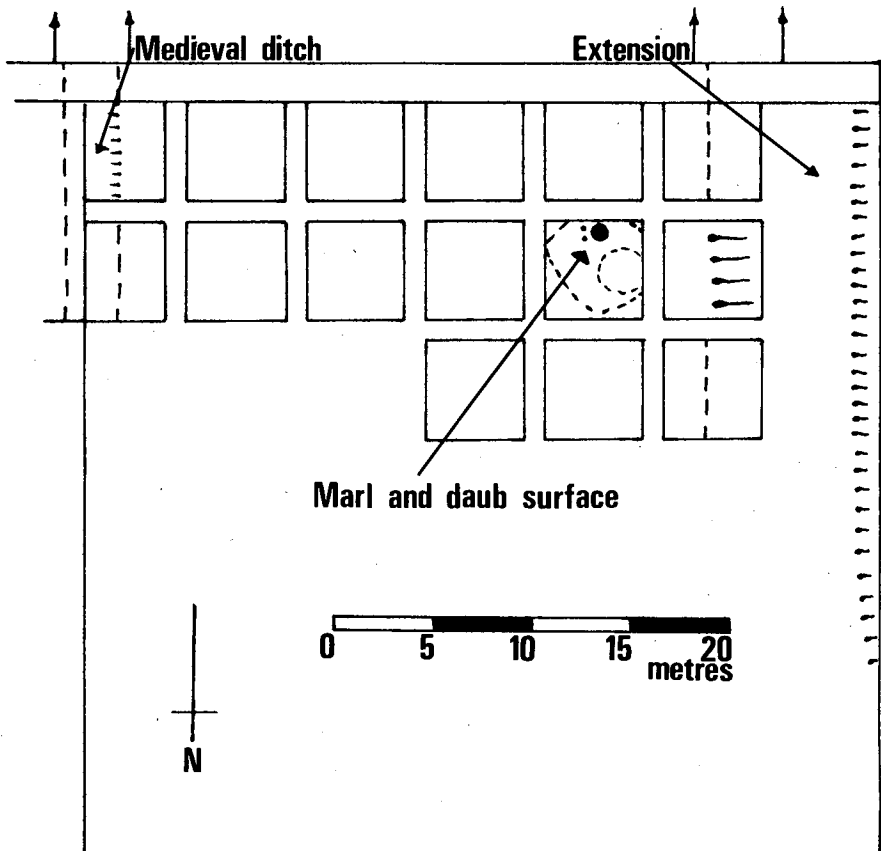 Medieval ditch
Extension
Marl and daub surface
0 5 10 15 20
metres
N